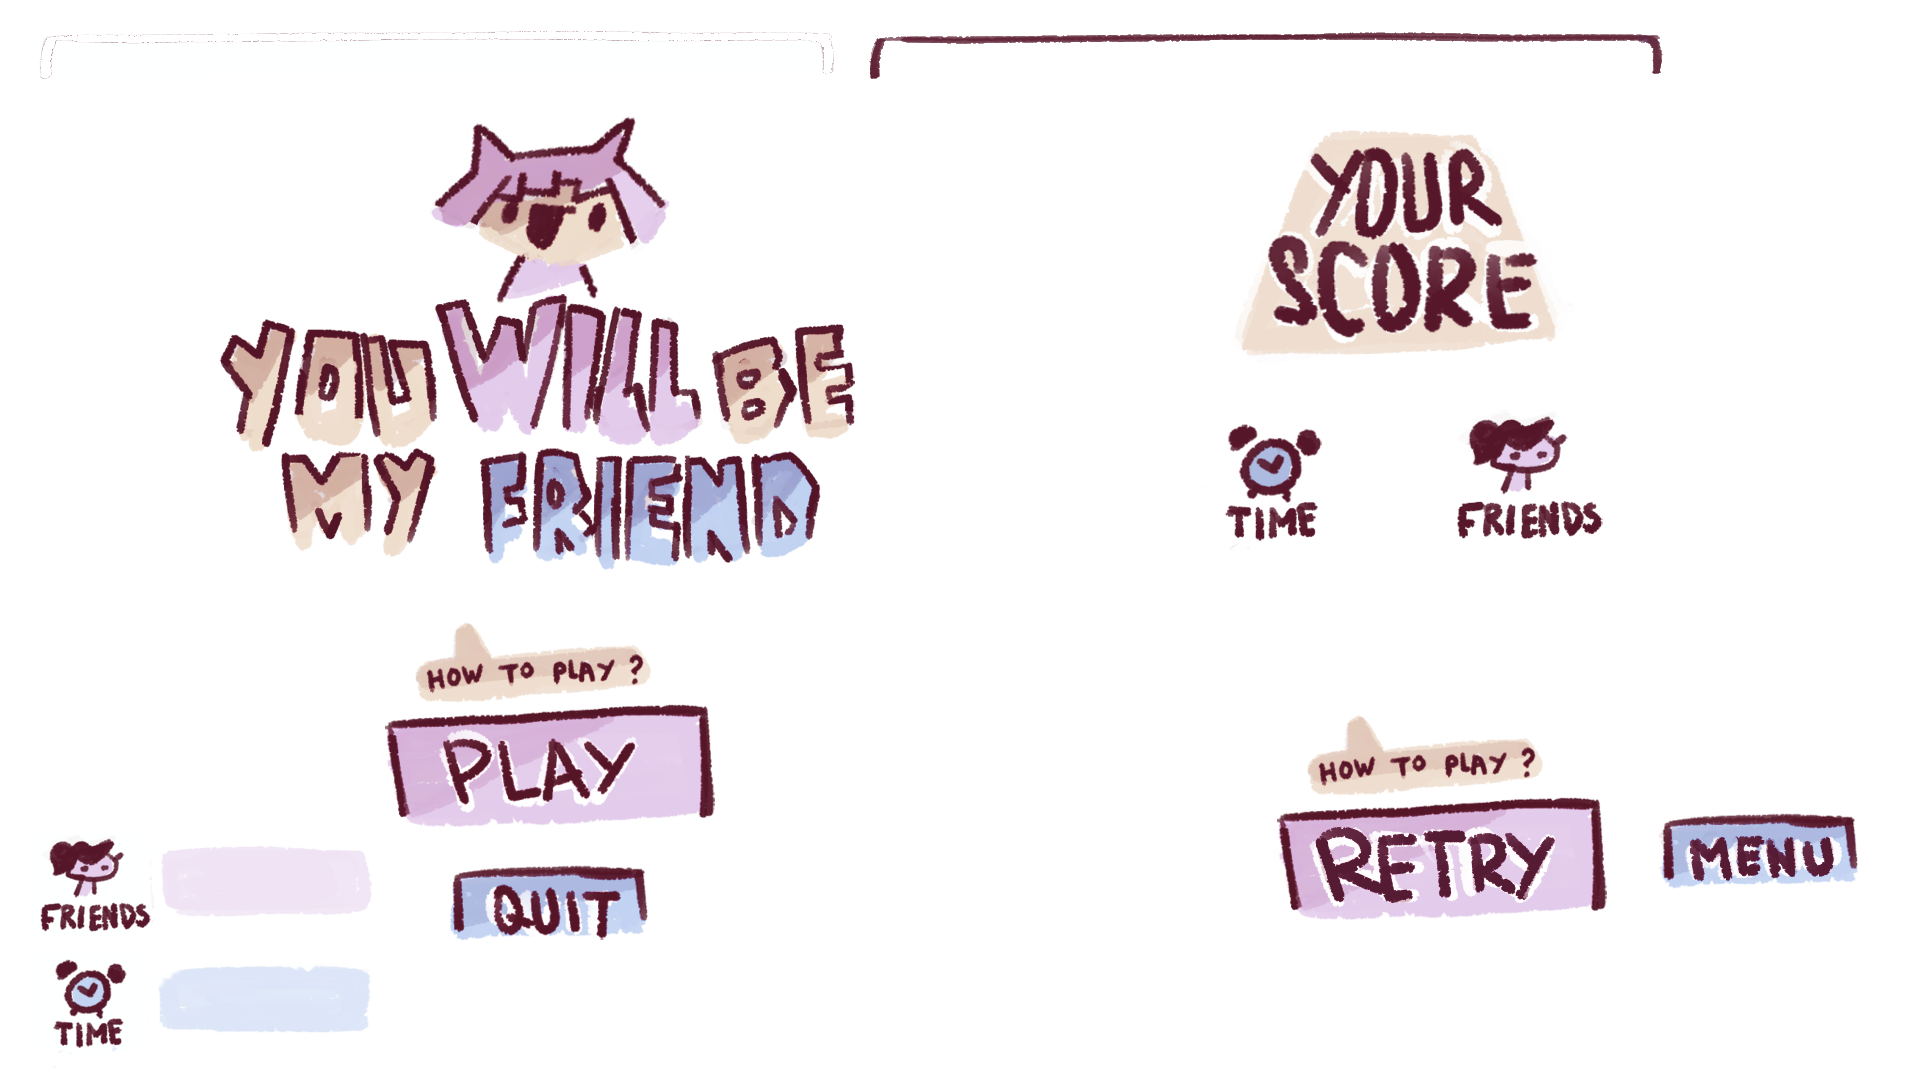 YOU WILL BE
MY FRIEND
HOW TO PLAY ?
PLAY
QUIT
FRIENDS
TIME
YOUR
SCORE
TIME
FRIENDS
HOW TO PLAY ?
RETRY
MENU